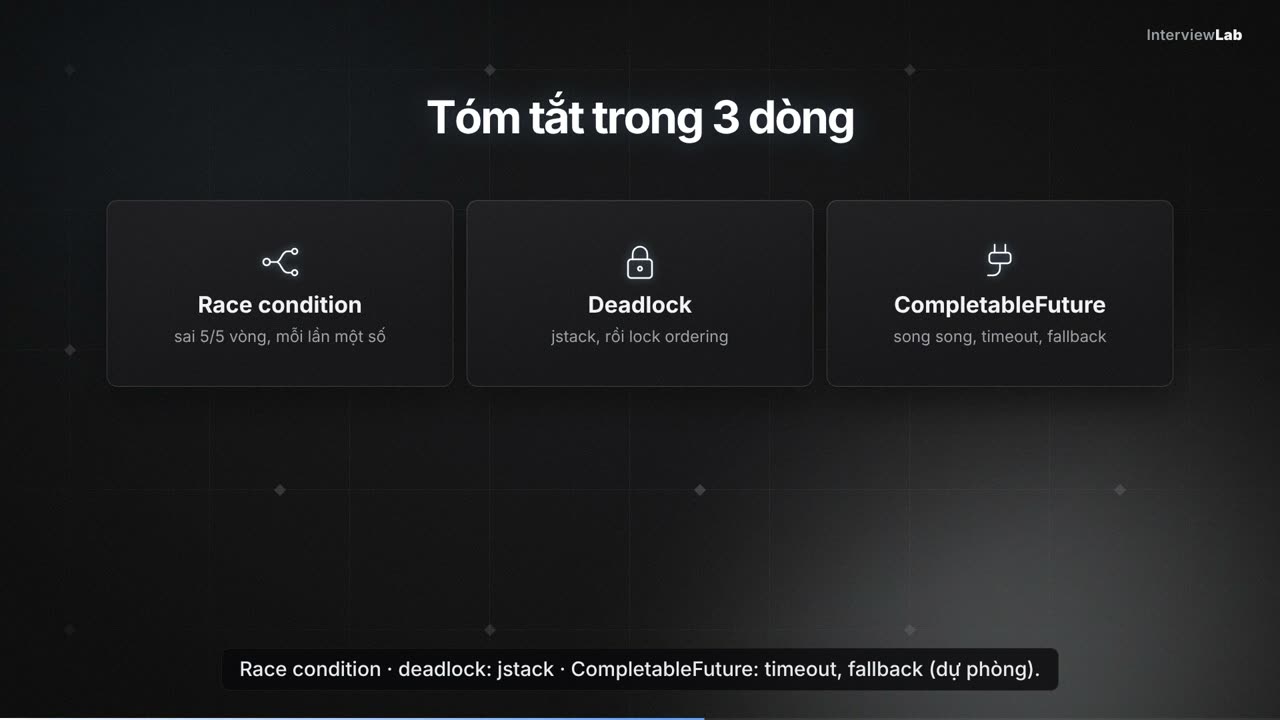 InterviewLab
Tóm tắt trong 3 dòng
Race condition
sai 5/5 vòng, mỗi lần một số
Deadlock
jstack, rồi lock ordering
CompletableFuture
song song, timeout, fallback
Race condition · deadlock: jstack · CompletableFuture: timeout, fallback (dự phòng).